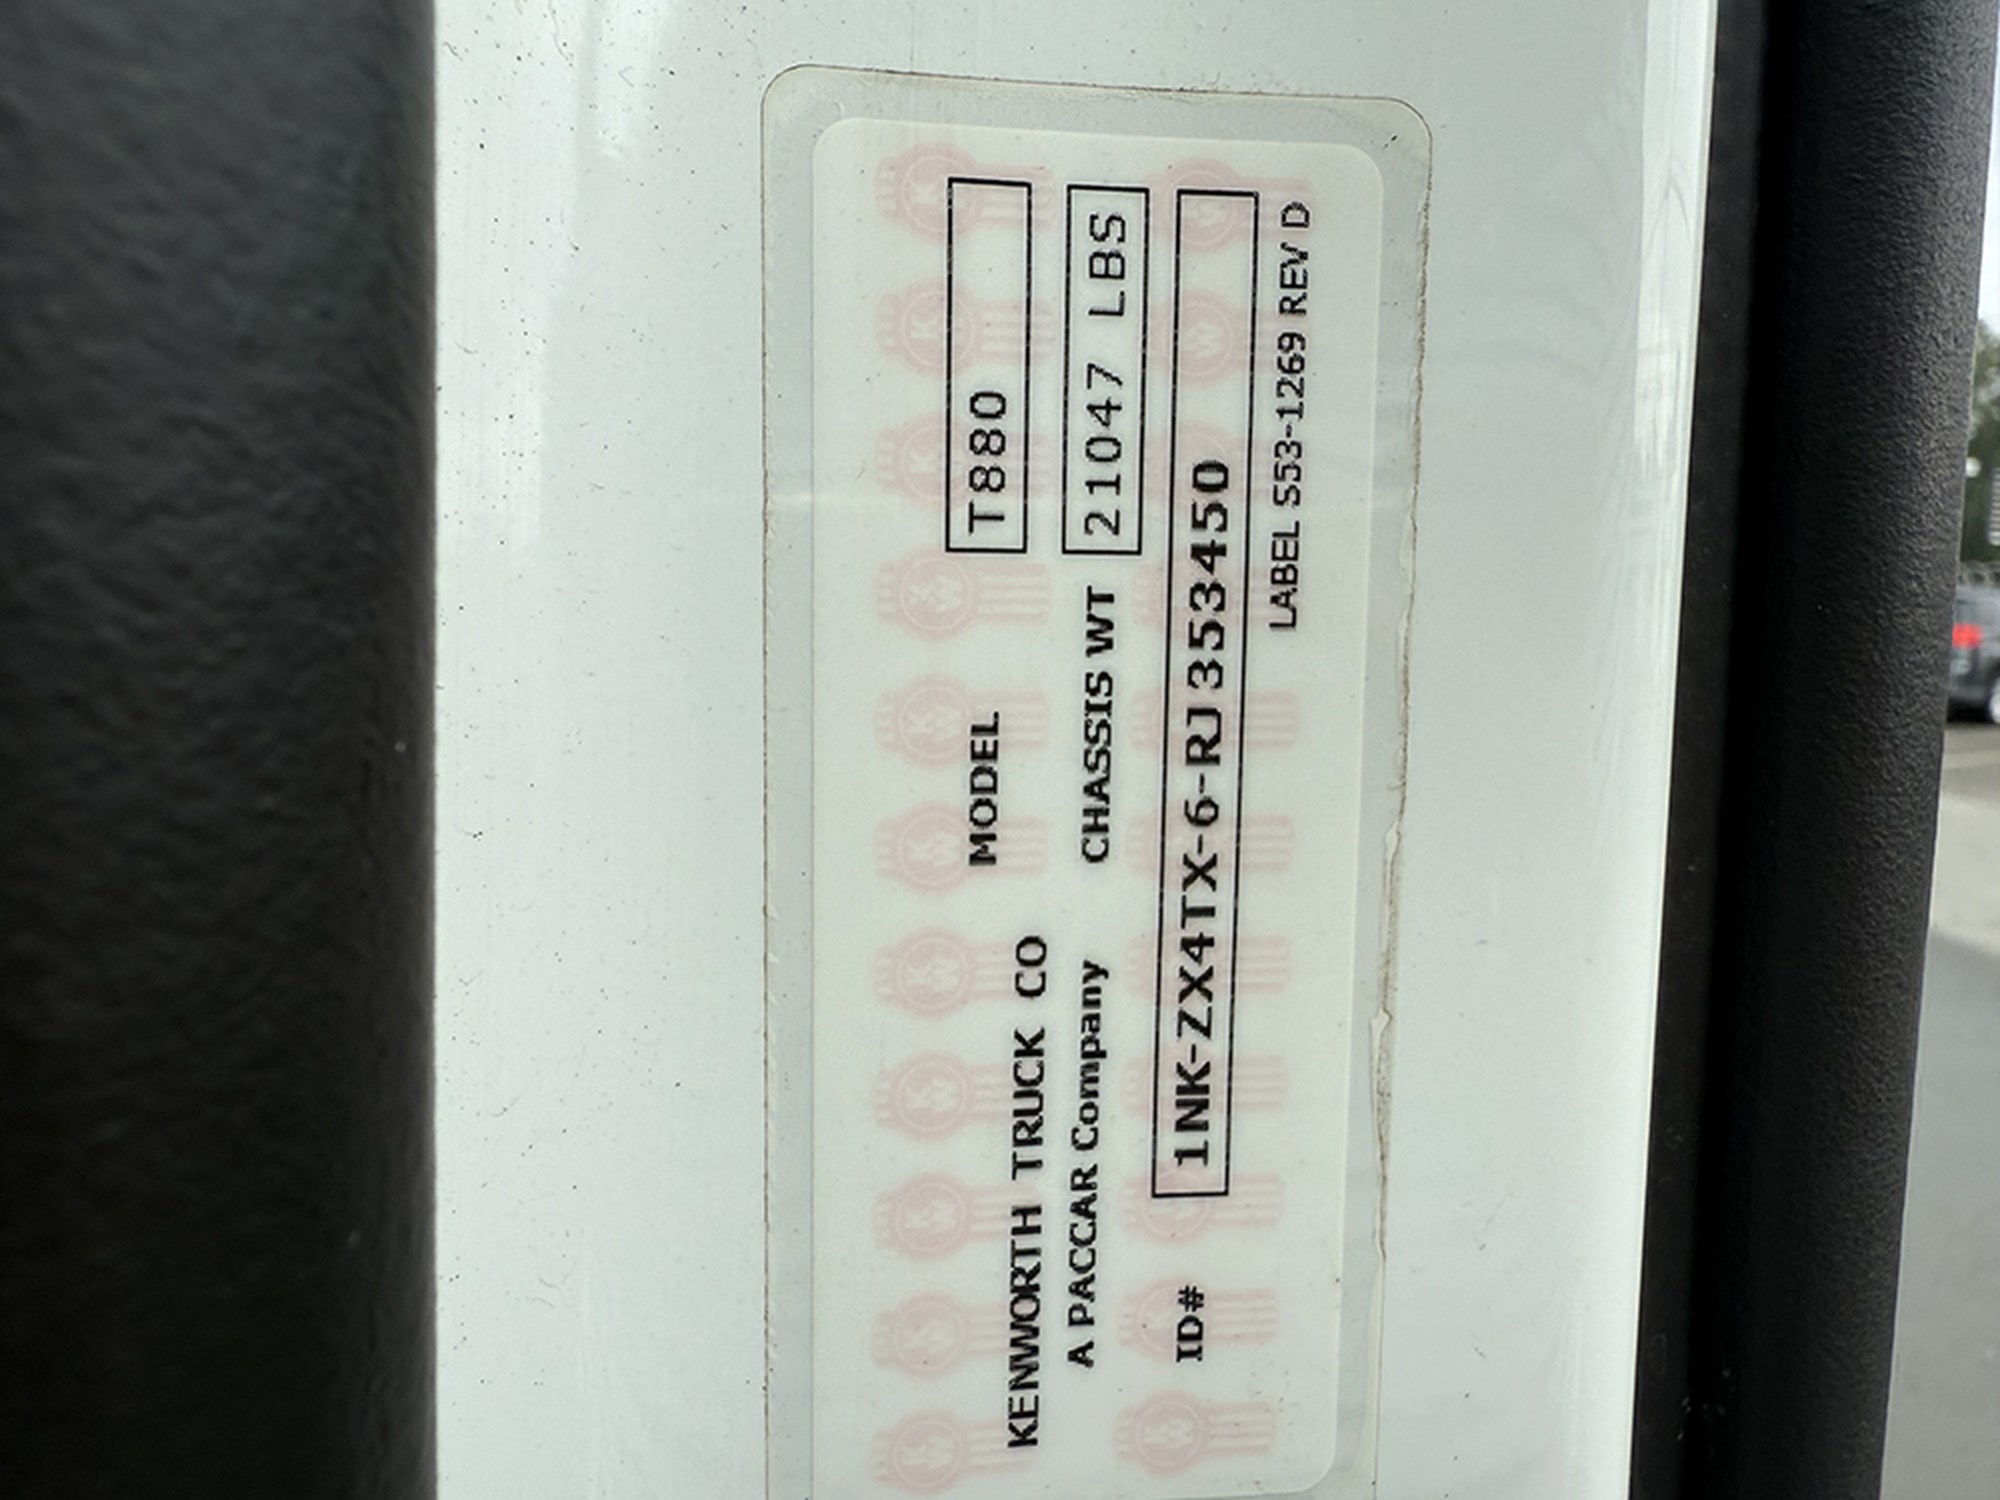 MODEL T880
KENWORTH TRUCK CO
A PACCAR Company CHASSIS WT 21047 LBS
ID# 1NK-ZX4TX-6-RJ353450
LABEL S53-1269 REV D